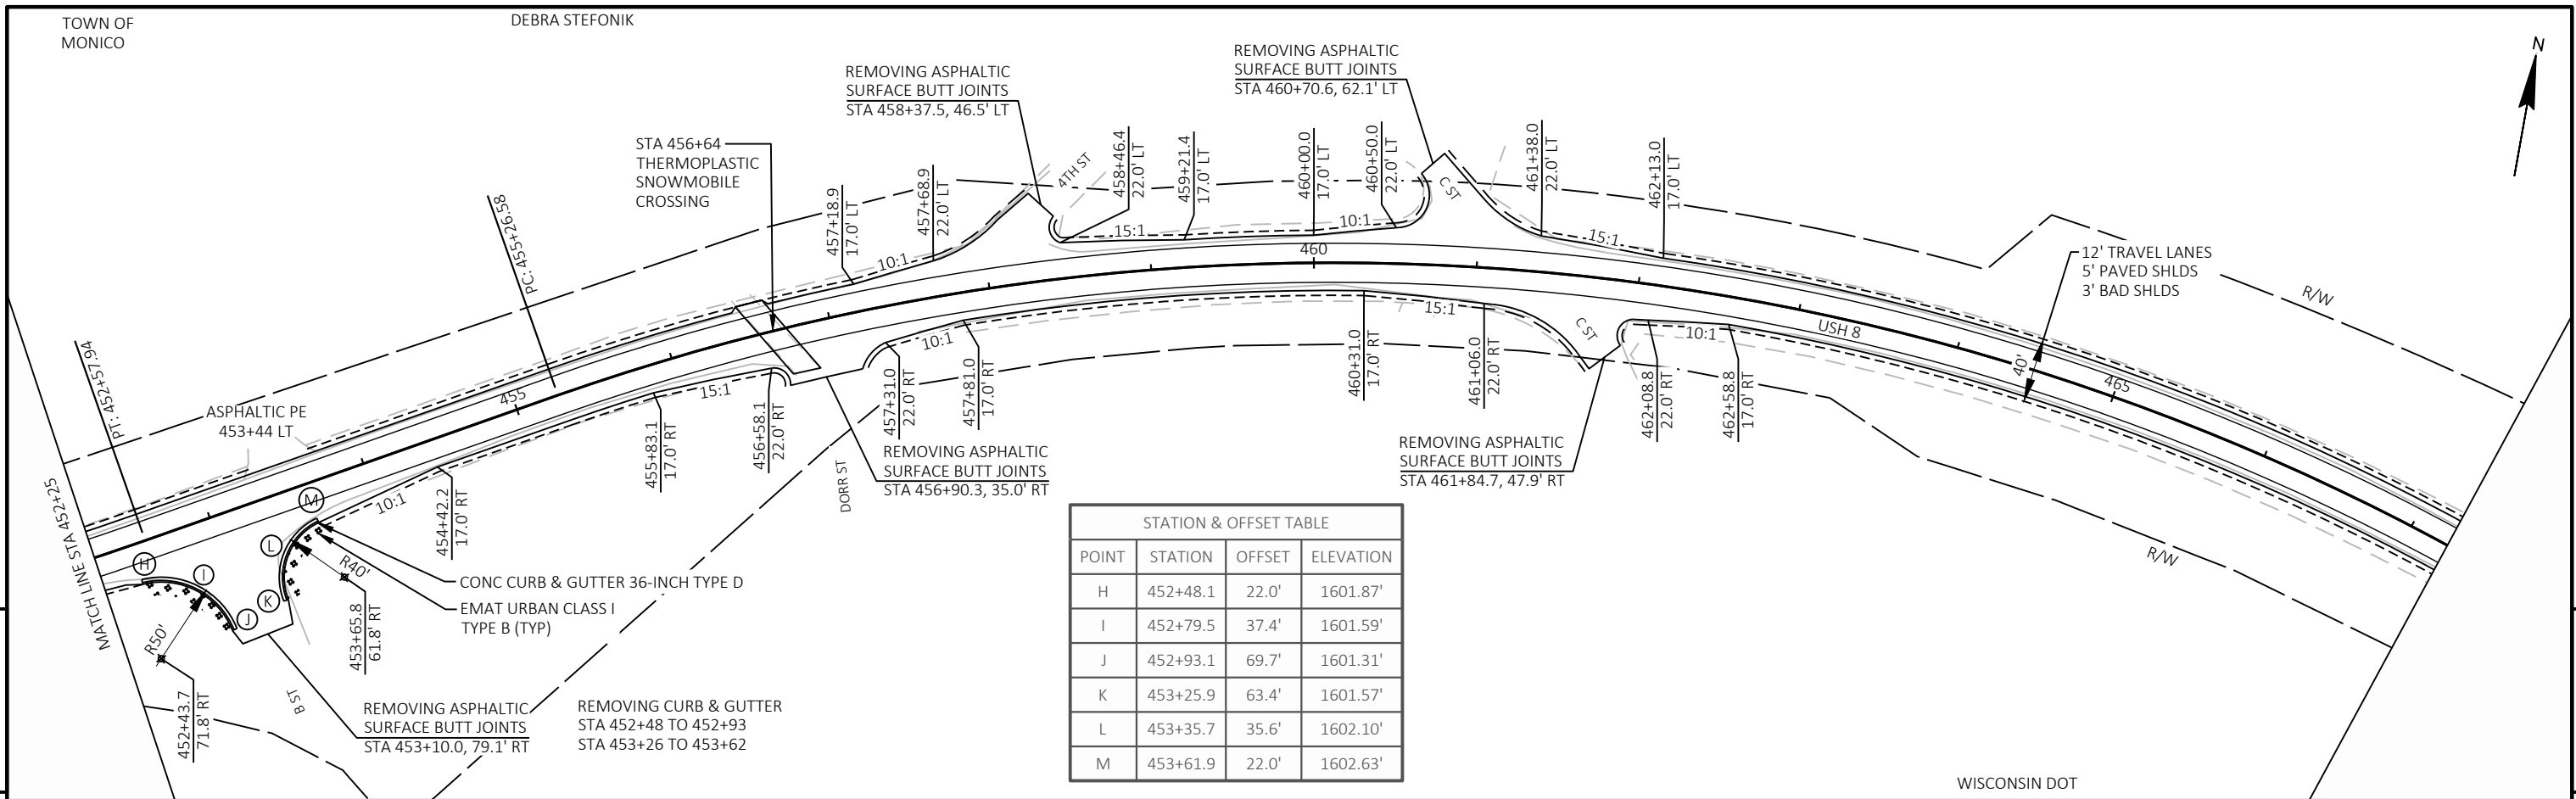 TOWN OF
MONICO
DEBRA STEFONIK
N
REMOVING ASPHALTIC
SURFACE BUTT JOINTS
STA 458+37.5, 46.5' LT
REMOVING ASPHALTIC
SURFACE BUTT JOINTS
STA 460+70.6, 62.1' LT
STA 456+64
THERMOPLASTIC
SNOWMOBILE
CROSSING
PT: 452+57.94
PC: 455+26.58
457+18.9
17.0' LT
10:1
457+68.9
22.0' LT
4TH ST
458+46.4
22.0' LT
15:1
459+21.4
17.0' LT
460+00.0
17.0' LT
10:1
460+50.0
22.0' LT
C ST
461+38.0
22.0' LT
15:1
462+13.0
17.0' LT
12' TRAVEL LANES
5' PAVED SHLDS
3' BAD SHLDS
R/W
455
460
USH 8
40'
465
ASPHALTIC PE
453+44 LT
MATCH LINE STA 452+25
10:1
454+42.2
17.0' RT
455+83.1
17.0' RT
15:1
456+58.1
22.0' RT
DORR ST
457+31.0
22.0' RT
10:1
457+81.0
17.0' RT
REMOVING ASPHALTIC
SURFACE BUTT JOINTS
STA 456+90.3, 35.0' RT
460+31.0
17.0' RT
15:1
461+06.0
22.0' RT
C ST
REMOVING ASPHALTIC
SURFACE BUTT JOINTS
STA 461+84.7, 47.9' RT
462+08.8
22.0' RT
10:1
462+58.8
17.0' RT
R/W
H
I
J
K
L
M
R50'
R40'
452+43.7
71.8' RT
453+65.8
61.8' RT
B ST
CONC CURB & GUTTER 36-INCH TYPE D
EMAT URBAN CLASS I
TYPE B (TYP)
REMOVING ASPHALTIC
SURFACE BUTT JOINTS
STA 453+10.0, 79.1' RT
REMOVING CURB & GUTTER
STA 452+48 TO 452+93
STA 453+26 TO 453+62
STATION & OFFSET TABLE
POINT STATION OFFSET ELEVATION
H 452+48.1 22.0' 1601.87'
I 452+79.5 37.4' 1601.59'
J 452+93.1 69.7' 1601.31'
K 453+25.9 63.4' 1601.57'
L 453+35.7 35.6' 1602.10'
M 453+61.9 22.0' 1602.63'
WISCONSIN DOT